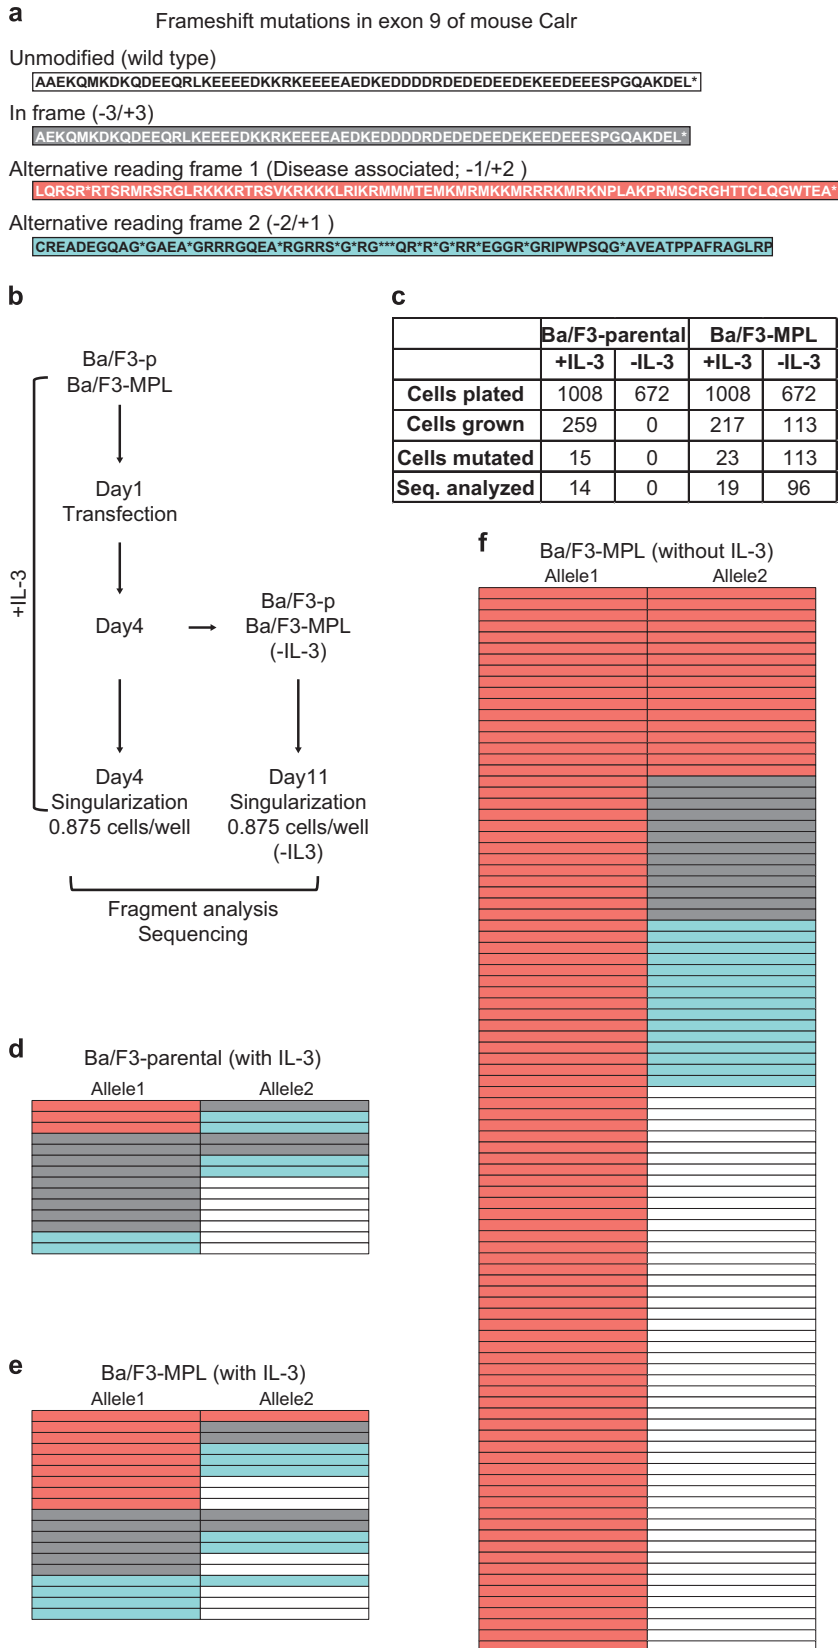 a
Frameshift mutations in exon 9 of mouse Calr
Unmodified (wild type)
AAEKQMKDKQDEEQRLKEEEEDKKRKEEEEAEDKEDDDDRDEDEDEEDEKEEDEEESPGQAKDEL*
In frame (-3/+3)
AEKQMKDKQDEEQRLKEEEEDKKRKEEEEAEDKEDDDDRDEDEDEEDEKEEDEEESPGQAKDEL*
Alternative reading frame 1 (Disease associated; -1/+2 )
LQRSR*RTSRMRSRGLRKKKRTRSVKRKKKLRIKRMMMTEMKMRMKKMRRRKMRKNPLAKPRMSCRGHTTCLQGWTEA*
Alternative reading frame 2 (-2/+1 )
CREADEGQAG*GAEA*GRRRGQEA*RGRRS*G*RG***QR*R*G*RR*EGGR*GRIPWPSQG*AVEATPPAFRAGLRP
b
+IL-3
Ba/F3-p
Ba/F3-MPL
Day1
Transfection
Day4
Ba/F3-p
Ba/F3-MPL
(-IL-3)
Day4
Singularization
0.875 cells/well
Day11
Singularization
0.875 cells/well
(-IL3)
Fragment analysis
Sequencing
c
Ba/F3-parental Ba/F3-MPL
+IL-3 -IL-3 +IL-3 -IL-3
Cells plated 1008 672 1008 672
Cells grown 259 0 217 113
Cells mutated 15 0 23 113
Seq. analyzed 14 0 19 96
d
Ba/F3-parental (with IL-3)
Allele1 Allele2
e
Ba/F3-MPL (with IL-3)
Allele1 Allele2
f
Ba/F3-MPL (without IL-3)
Allele1 Allele2